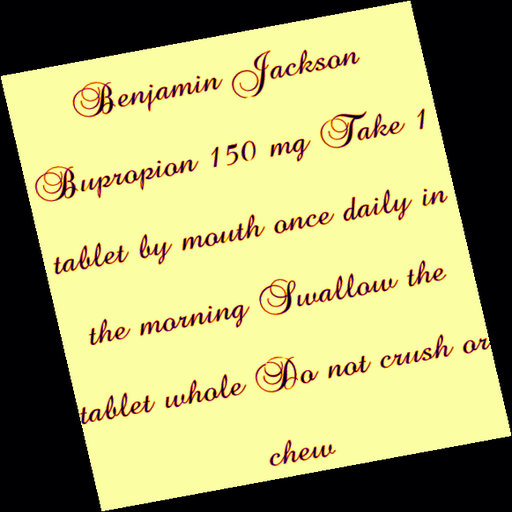 Benjamin Jackson
Bupropion 150 mg Take 1
tablet by mouth once daily in
the morning Swallow the
tablet whole Do not crush or
chew